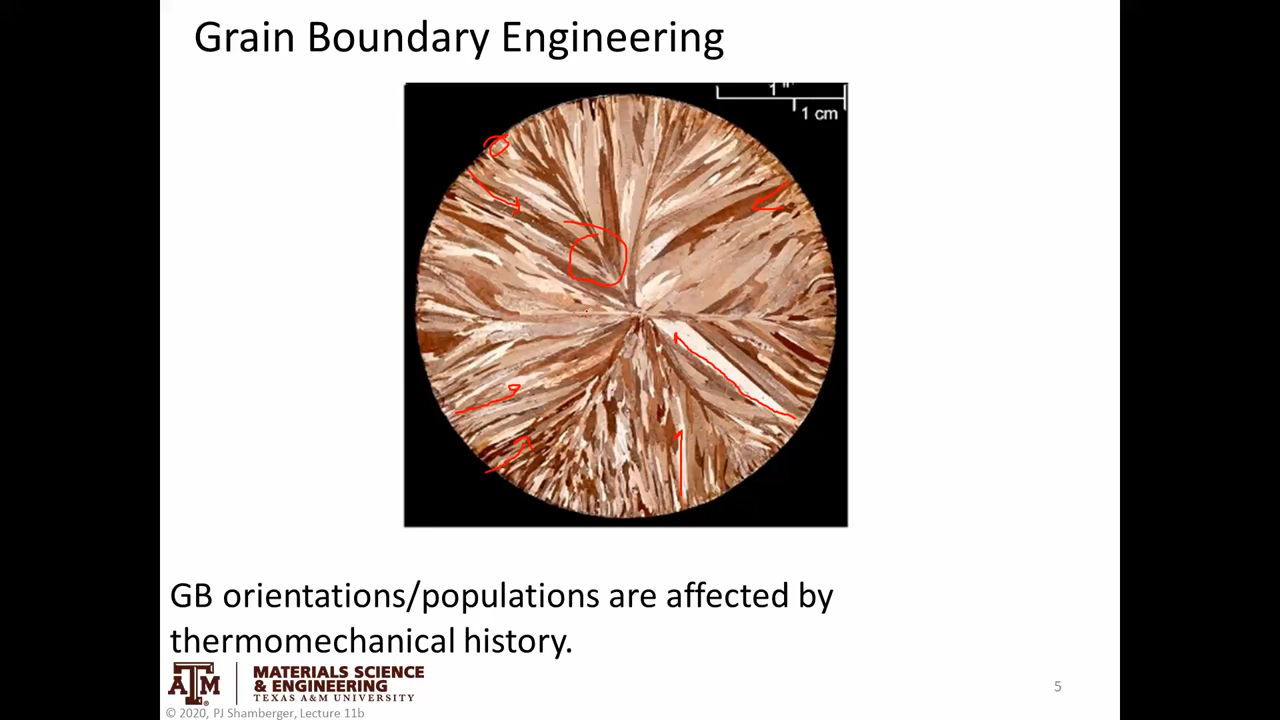 Grain Boundary Engineering
1"
1 cm
GB orientations/populations are affected by
thermomechanical history.
ATM
MATERIALS SCIENCE
& ENGINEERING
TEXAS A&M UNIVERSITY
© 2020, PJ Shamberger, Lecture 11b
5